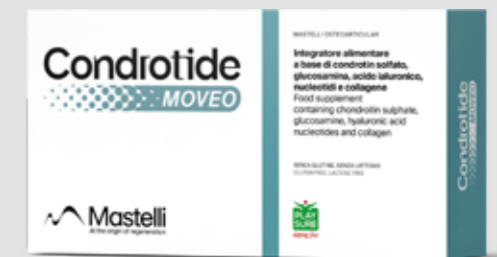 Condrotide
MOVEO
Mastelli
At the origin of regeneration
MASTELLI OSTEOARTICULAR
Integratore alimentare
a base di condrotin solfato,
glucosamina, acido ialuronico,
nucleotidi e collagene
Food supplement
containing chondroitin sulphate,
glucosamine, hyaluronic acid
nucleotides and collagen
SENZA GLUTINE, SENZA LATTOSIO
GLUTEN FREE, LACTOSE FREE
PLAY
SURE
Condrotide
MOVEO